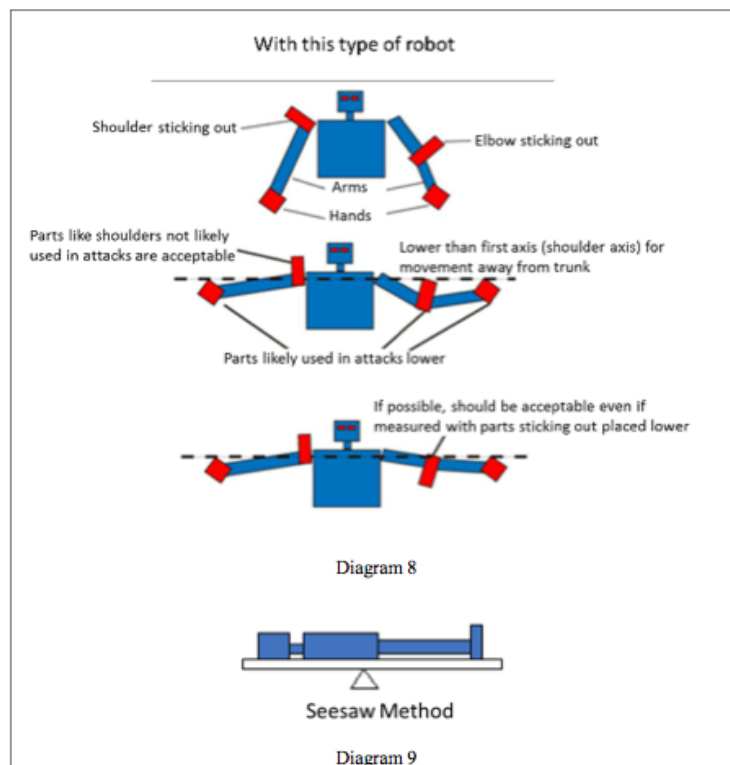 With this type of robot
Shoulder sticking out
Elbow sticking out
Arms
Hands
Parts like shoulders not likely
used in attacks are acceptable
Lower than first axis (shoulder axis) for
movement away from trunk
Parts likely used in attacks lower
If possible, should be acceptable even if
measured with parts sticking out placed lower
Diagram 8
Seesaw Method
Diagram 9